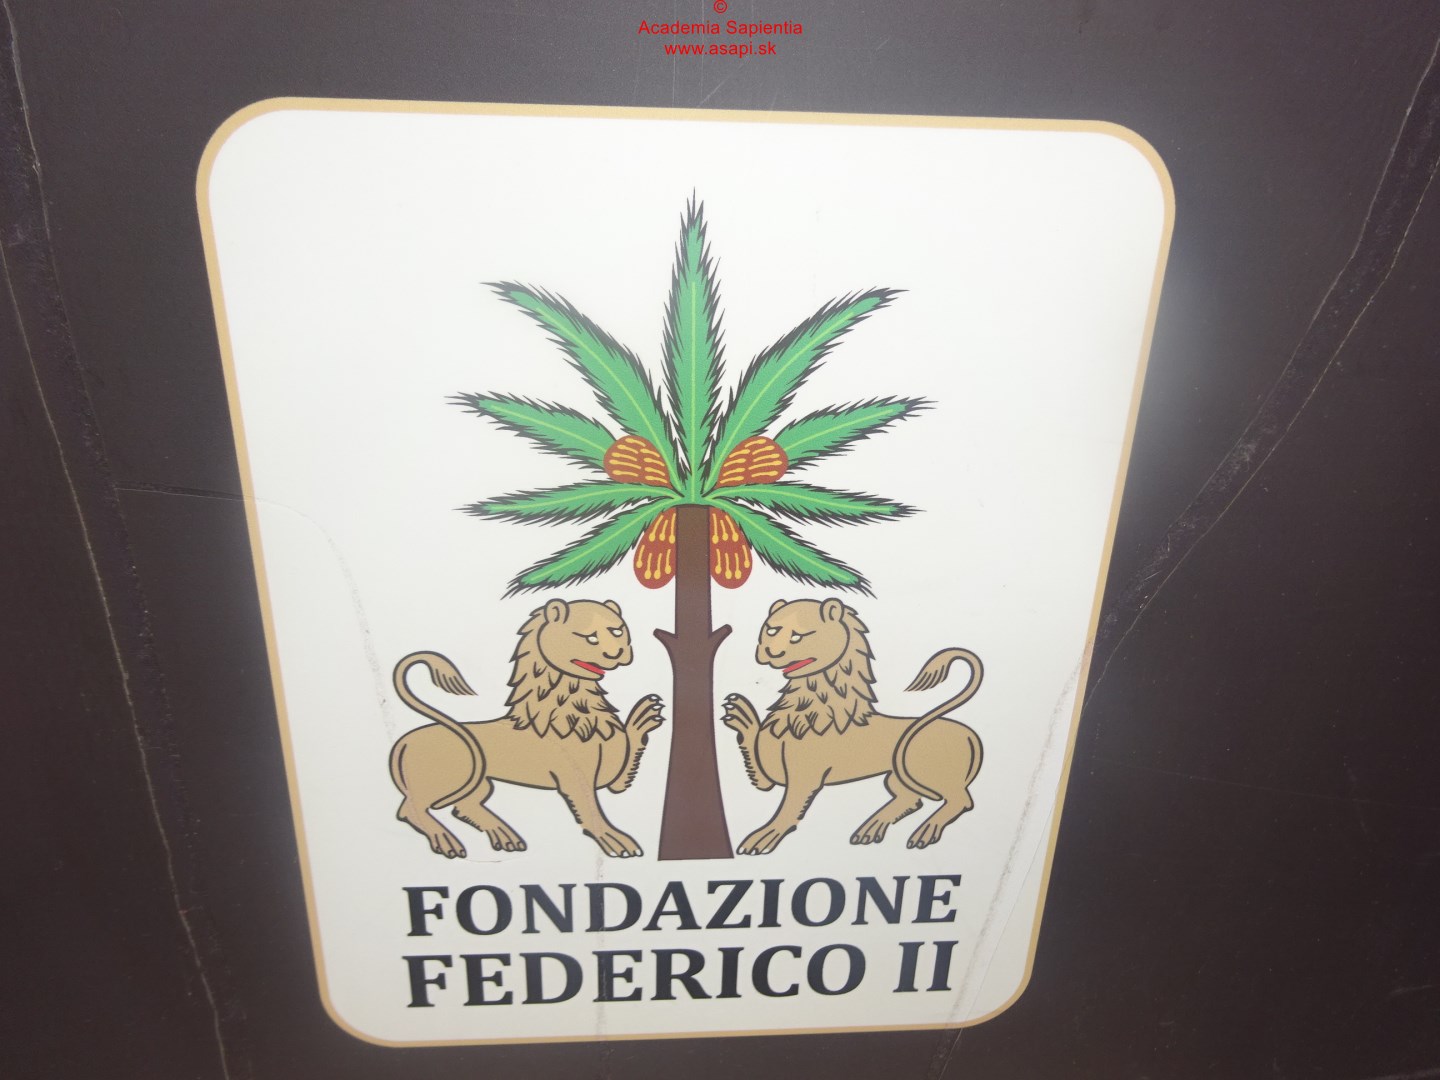 ©
Academia Sapientia
www.asapi.sk
FONDAZIONE
FEDERICO II